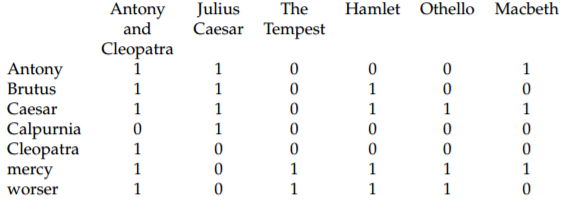 Antony Julius The Hamlet Othello Macbeth
and Caesar Tempest
Cleopatra
Antony 1 1 0 0 0 1
Brutus 1 1 0 1 0 0
Caesar 1 1 0 1 1 1
Calpurnia 0 1 0 0 0 0
Cleopatra 1 0 0 0 0 0
mercy 1 0 1 1 1 1
worser 1 0 1 1 1 0